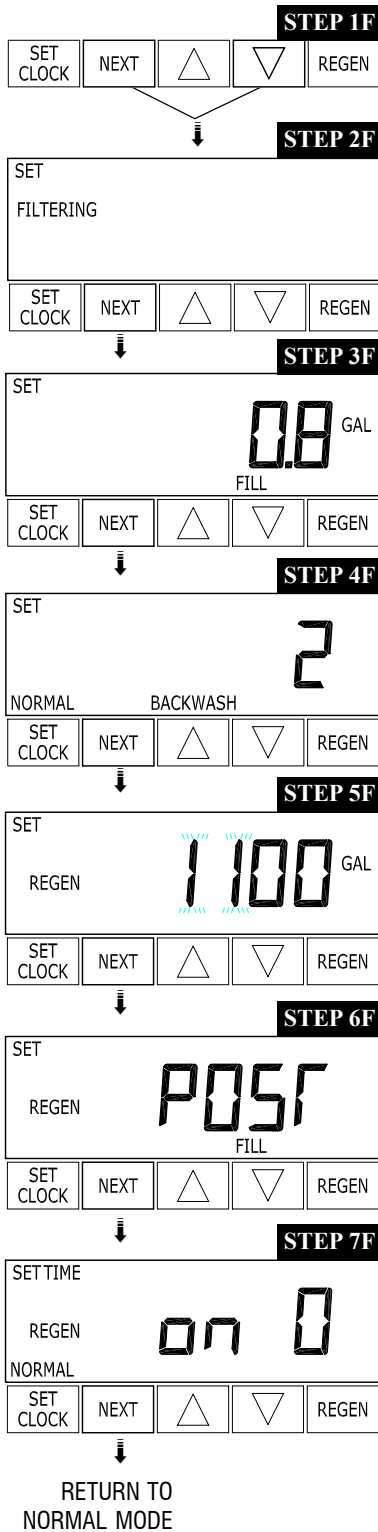 STEP 1F
SET CLOCK NEXT REGEN
STEP 2F
SET
FILTERING
SET CLOCK NEXT REGEN
STEP 3F
SET
0.8 GAL
FILL
SET CLOCK NEXT REGEN
STEP 4F
SET
2
NORMAL BACKWASH
SET CLOCK NEXT REGEN
STEP 5F
SET
REGEN 1100 GAL
SET CLOCK NEXT REGEN
STEP 6F
SET
REGEN POST
FILL
SET CLOCK NEXT REGEN
STEP 7F
SET TIME
REGEN on 0
NORMAL
SET CLOCK NEXT REGEN
RETURN TO
NORMAL MODE